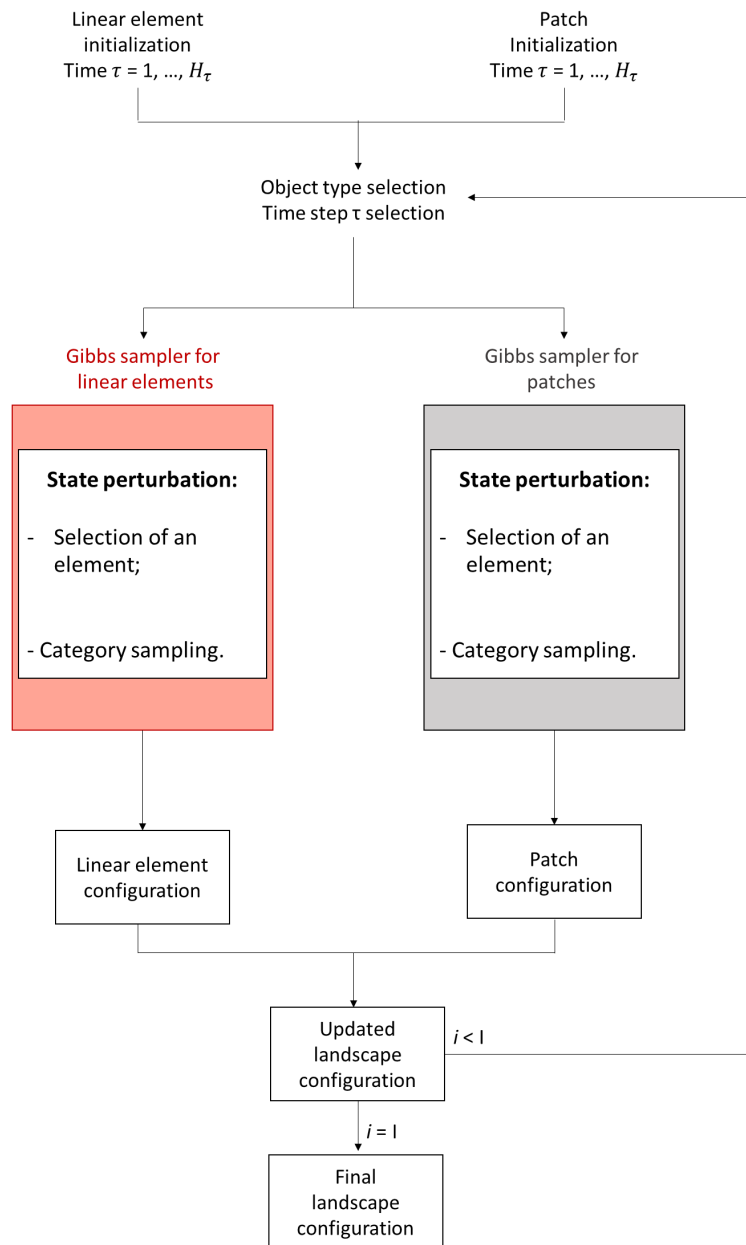 Linear element
initialization
Time τ = 1, ..., H_τ
Patch
Initialization
Time τ = 1, ..., H_τ
Object type selection
Time step τ selection
Gibbs sampler for
linear elements
State perturbation:
- Selection of an
element;
- Category sampling.
Gibbs sampler for
patches
State perturbation:
- Selection of an
element;
- Category sampling.
Linear element
configuration
Patch
configuration
Updated
landscape
configuration
i < I
i = I
Final
landscape
configuration